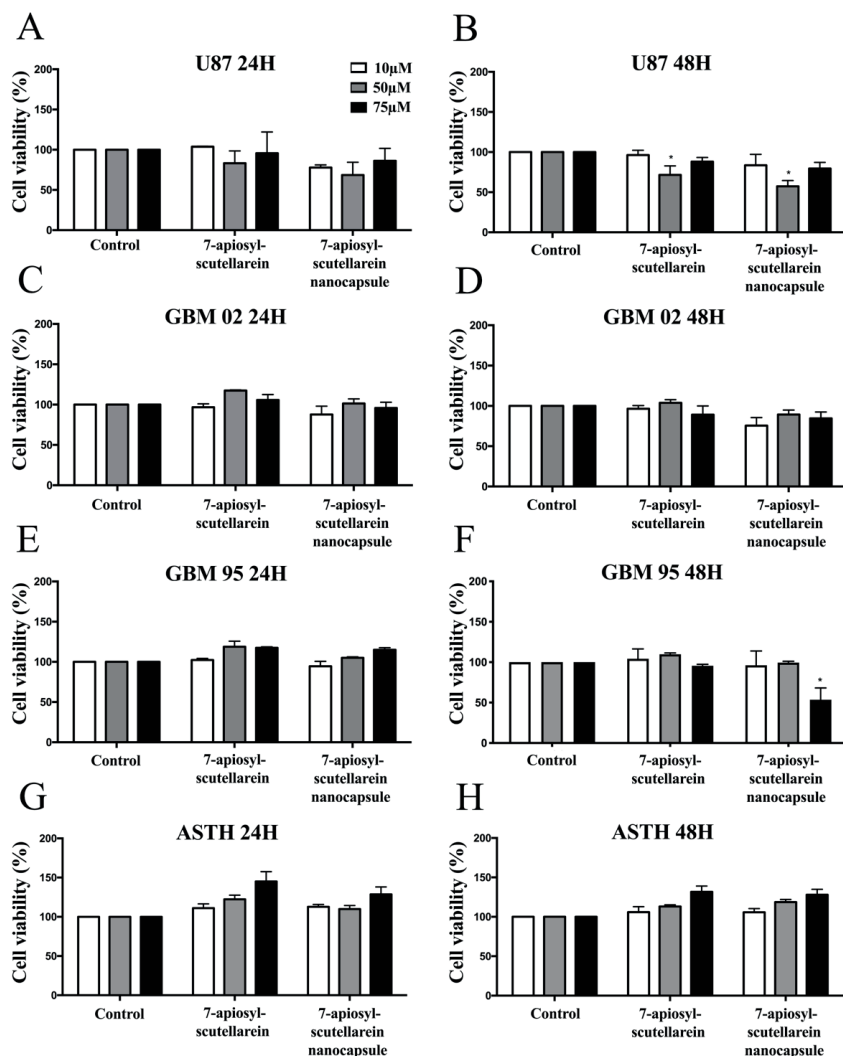 A
U87 24H
10μM
50μM
75μM
Cell viability (%)
200
150
100
50
0
Control
7-apiosyl-
scutellarein
7-apiosyl-
scutellarein
nanocapsule
B
U87 48H
Cell viability (%)
200
150
100
50
0
*
*
Control
7-apiosyl-
scutellarein
7-apiosyl-
scutellarein
nanocapsule
C
GBM 02 24H
Cell viability (%)
200
150
100
50
0
Control
7-apiosyl-
scutellarein
7-apiosyl-
scutellarein
nanocapsule
D
GBM 02 48H
Cell viability (%)
200
150
100
50
0
Control
7-apiosyl-
scutellarein
7-apiosyl-
scutellarein
nanocapsule
E
GBM 95 24H
Cell viability (%)
200
150
100
50
0
Control
7-apiosyl-
scutellarein
7-apiosyl-
scutellarein
nanocapsule
F
GBM 95 48H
Cell viability (%)
200
150
100
50
0
*
Control
7-apiosyl-
scutellarein
7-apiosyl-
scutellarein
nanocapsule
G
ASTH 24H
Cell viability (%)
200
150
100
50
0
Control
7-apiosyl-
scutellarein
7-apiosyl-
scutellarein
nanocapsule
H
ASTH 48H
Cell viability (%)
200
150
100
50
0
Control
7-apiosyl-
scutellarein
7-apiosyl-
scutellarein
nanocapsule